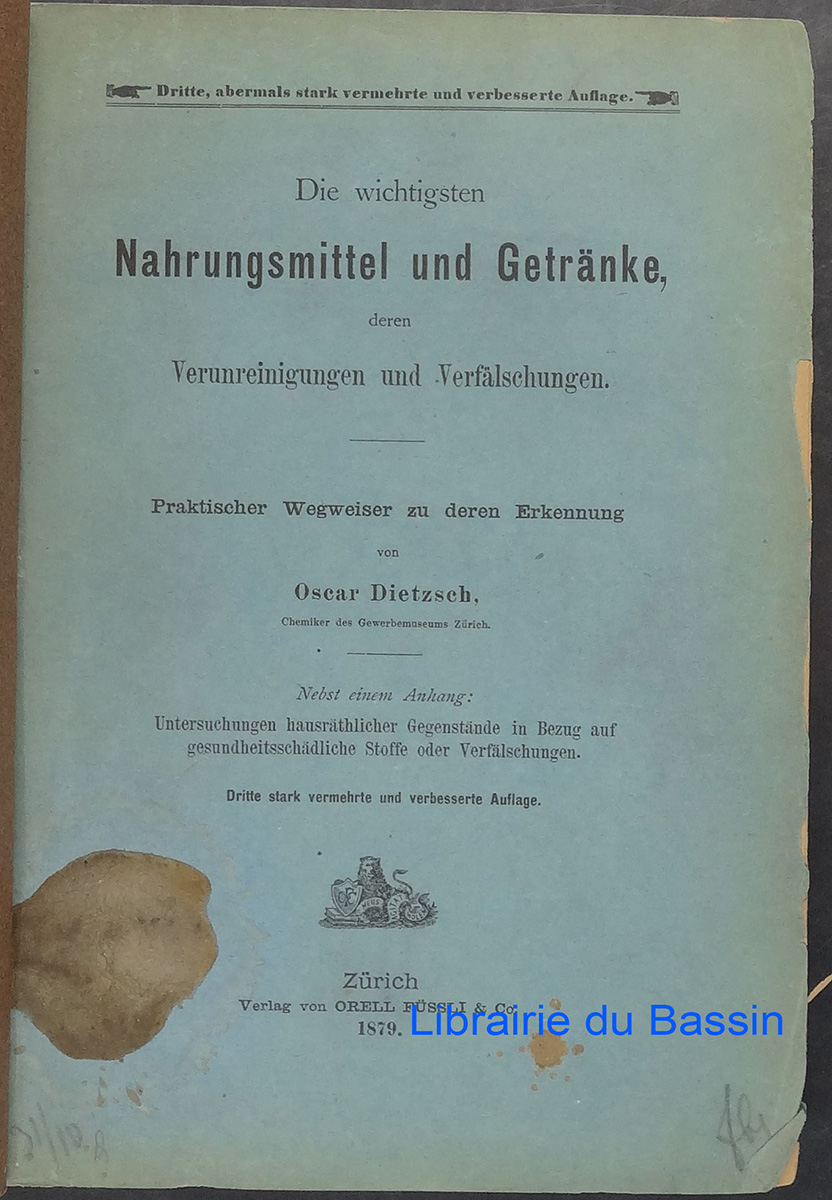 Dritte, abermals stark vermehrte und verbesserte Auflage.
Die wichtigsten
Nahrungsmittel und Getränke,
deren
Verunreinigungen und Verfälschungen.
Praktischer Wegweiser zu deren Erkennung
von
Oscar Dietzsch,
Chemiker des Gewerbemuseums Zürich.
Nebst einem Anhang:
Untersuchungen hausräthlicher Gegenstände in Bezug auf
gesundheitsschädliche Stoffe oder Verfälschungen.
Dritte stark vermehrte und verbesserte Auflage.
Zürich
Verlag von ORELL FÜSSLI & Co.
1879.
Librairie du Bassin